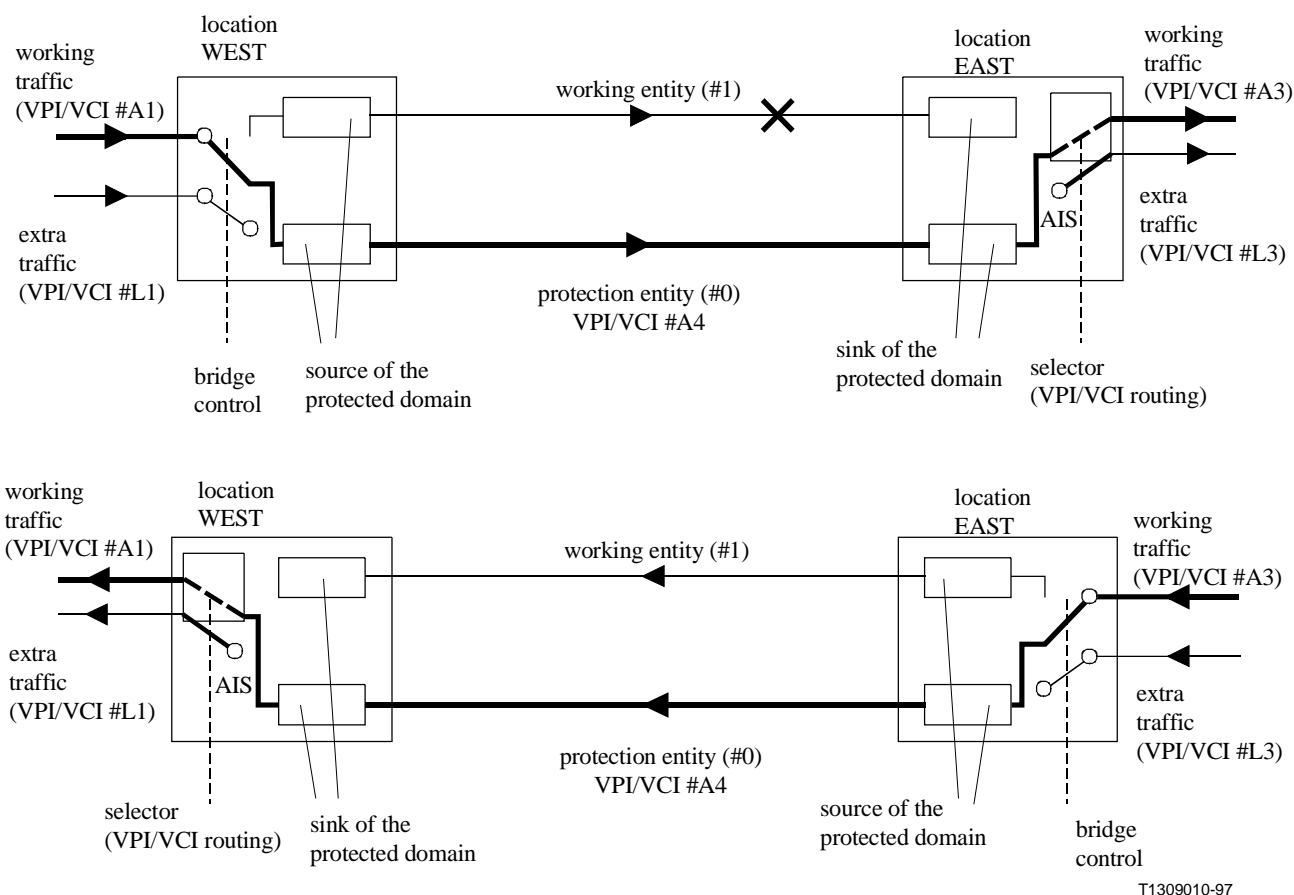 location
WEST
working
traffic
(VPI/VCI #A1)
extra
traffic
(VPI/VCI #L1)
working entity (#1)
protection entity (#0)
VPI/VCI #A4
location
EAST
working
traffic
(VPI/VCI #A3)
AIS
extra
traffic
(VPI/VCI #L3)
bridge
control
source of the
protected domain
sink of the
protected domain
selector
(VPI/VCI routing)
working
traffic
(VPI/VCI #A1)
location
WEST
extra
traffic
(VPI/VCI #L1)
AIS
working entity (#1)
protection entity (#0)
VPI/VCI #A4
location
EAST
working
traffic
(VPI/VCI #A3)
extra
traffic
(VPI/VCI #L3)
selector
(VPI/VCI routing)
sink of the
protected domain
source of the
protected domain
bridge
control
T1309010-97